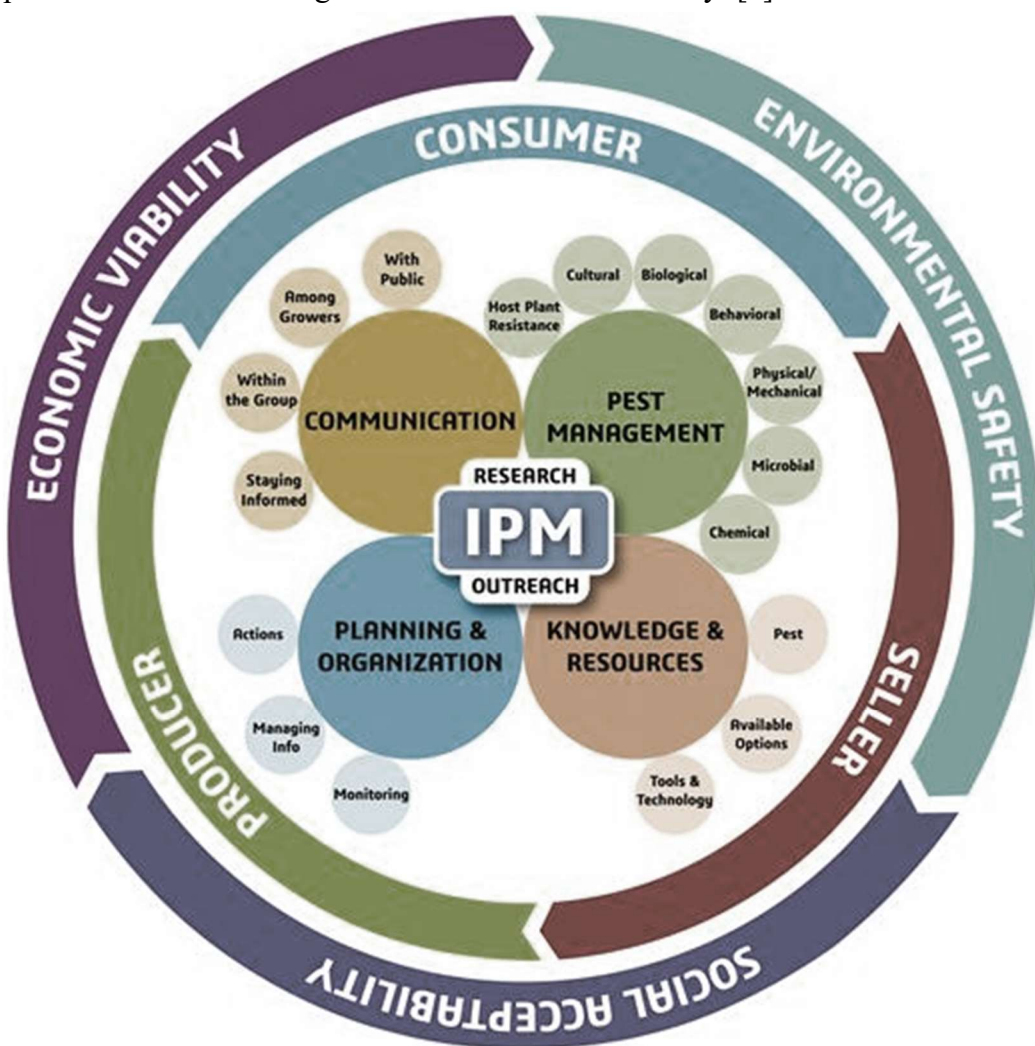 ECONOMIC VIABILITY
ENVIRONMENTAL SAFETY
SOCIAL ACCEPTABILITY
CONSUMER
SELLER
PRODUCER
COMMUNICATION
With
Public
Among
Growers
Within
the Group
Staying
Informed
PEST
MANAGEMENT
Host Plant
Resistance
Cultural
Biological
Behavioral
Physical/
Mechanical
Microbial
Chemical
RESEARCH
IPM
OUTREACH
PLANNING &
ORGANIZATION
Actions
Managing
Info
Monitoring
KNOWLEDGE &
RESOURCES
Pest
Available
Options
Tools &
Technology